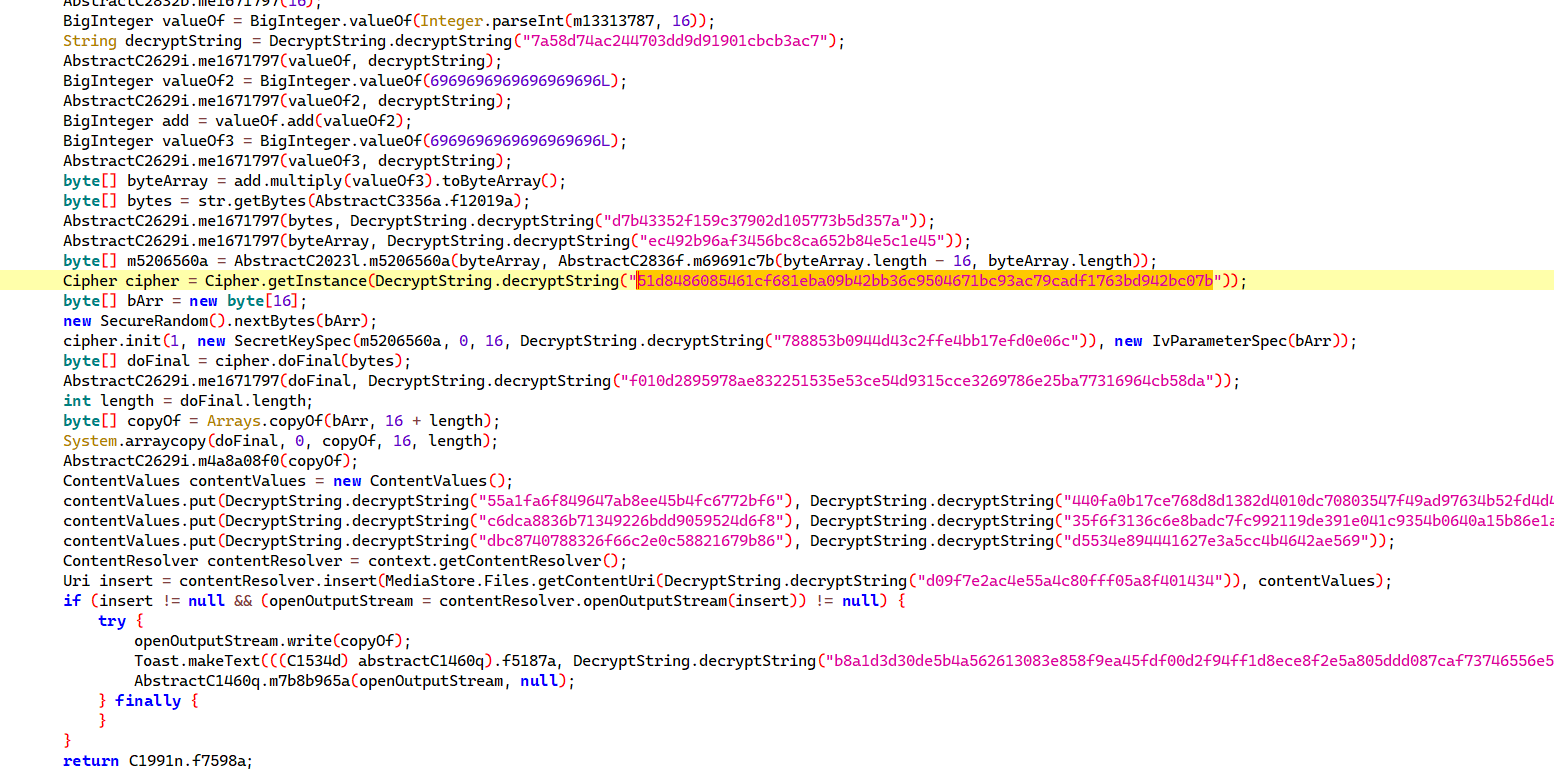 AbstractC2832b.me1671797(16);
BigInteger valueOf = BigInteger.valueOf(Integer.parseInt(m13313787, 16));
String decryptString = DecryptString.decryptString("7a58d74ac244703dd9d91901cbcb3ac7");
AbstractC2629i.me1671797(valueOf, decryptString);
BigInteger valueOf2 = BigInteger.valueOf(6969696969696969696L);
AbstractC2629i.me1671797(valueOf2, decryptString);
BigInteger add = valueOf.add(valueOf2);
BigInteger valueOf3 = BigInteger.valueOf(6969696969696969696L);
AbstractC2629i.me1671797(valueOf3, decryptString);
byte[] byteArray = add.multiply(valueOf3).toByteArray();
byte[] bytes = str.getBytes(AbstractC3356a.f12019a);
AbstractC2629i.me1671797(bytes, DecryptString.decryptString("d7b43352f159c37902d105773b5d357a"));
AbstractC2629i.me1671797(byteArray, DecryptString.decryptString("ec492b96af3456bc8ca652b84e5c1e45"));
byte[] m5206560a = AbstractC2023l.m5206560a(byteArray, AbstractC2836f.m69691c7b(byteArray.length - 16, byteArray.length));
Cipher cipher = Cipher.getInstance(DecryptString.decryptString("51d8486085461cf681eba09b42bb36c9504671bc93ac79cadf1763bd942bc07b"));
byte[] bArr = new byte[16];
new SecureRandom().nextBytes(bArr);
cipher.init(1, new SecretKeySpec(m5206560a, 0, 16, DecryptString.decryptString("788853b0944d43c2ffe4bb17efd0e06c")), new IvParameterSpec(bArr));
byte[] doFinal = cipher.doFinal(bytes);
AbstractC2629i.me1671797(doFinal, DecryptString.decryptString("f010d2895978ae832251535e53ce54d9315cce3269786e25ba77316964cb58da"));
int length = doFinal.length;
byte[] copyOf = Arrays.copyOf(bArr, 16 + length);
System.arraycopy(doFinal, 0, copyOf, 16, length);
AbstractC2629i.m4a8a08f0(copyOf);
ContentValues contentValues = new ContentValues();
contentValues.put(DecryptString.decryptString("55a1fa6f849647ab8ee45b4fc6772bf6"), DecryptString.decryptString("440fa0b17ce768d8d1382d4010dc70803547f49ad97634b52fd4d4
contentValues.put(DecryptString.decryptString("c6dca8836b71349226bdd9059524d6f8"), DecryptString.decryptString("35f6f3136c6e8badc7fc992119de391e041c9354b0640a15b86e1a
contentValues.put(DecryptString.decryptString("dbc8740788326f66c2e0c58821679b86"), DecryptString.decryptString("d5534e894441627e3a5cc4b4642ae569"));
ContentResolver contentResolver = context.getContentResolver();
Uri insert = contentResolver.insert(MediaStore.Files.getContentUri(DecryptString.decryptString("d09f7e2ac4e55a4c80fff05a8f401434")), contentValues);
if (insert != null && (openOutputStream = contentResolver.openOutputStream(insert)) != null) {
try {
openOutputStream.write(copyOf);
Toast.makeText(((C1534d) abstractC1460q).f5187a, DecryptString.decryptString("b8a1d3d30de5b4a562613083e858f9ea45fdf00d2f94ff1d8ece8f2e5a805ddd087caf73746556e5
AbstractC1460q.m7b8b965a(openOutputStream, null);
} finally {
}
}
return C1991n.f7598a;